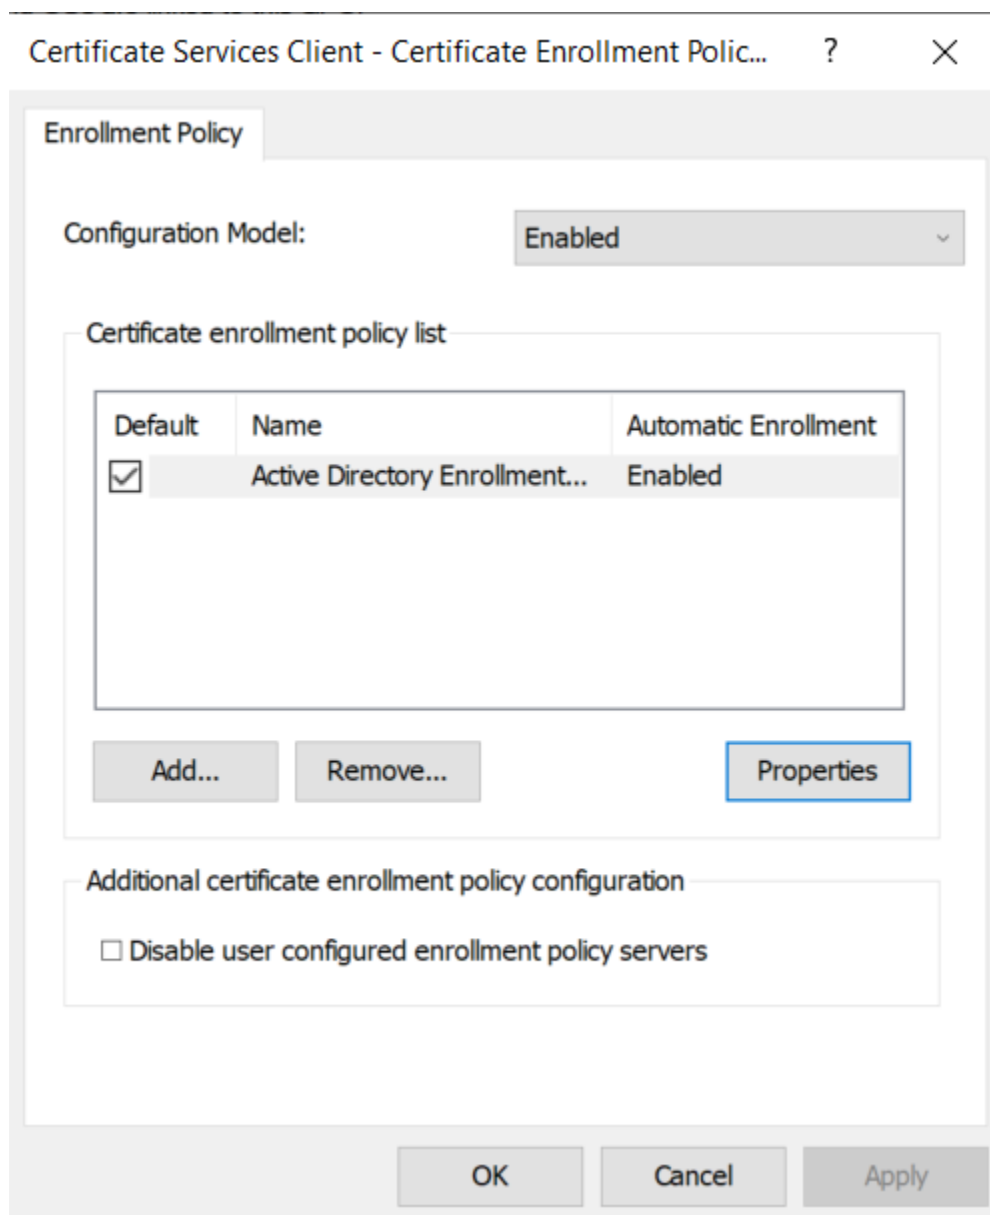 Certificate Services Client - Certificate Enrollment Polic... ?
Enrollment Policy
Configuration Model: Enabled
Certificate enrollment policy list
Default Name Automatic Enrollment
Active Directory Enrollment... Enabled
Add... Remove... Properties
Additional certificate enrollment policy configuration
Disable user configured enrollment policy servers
OK Cancel Apply